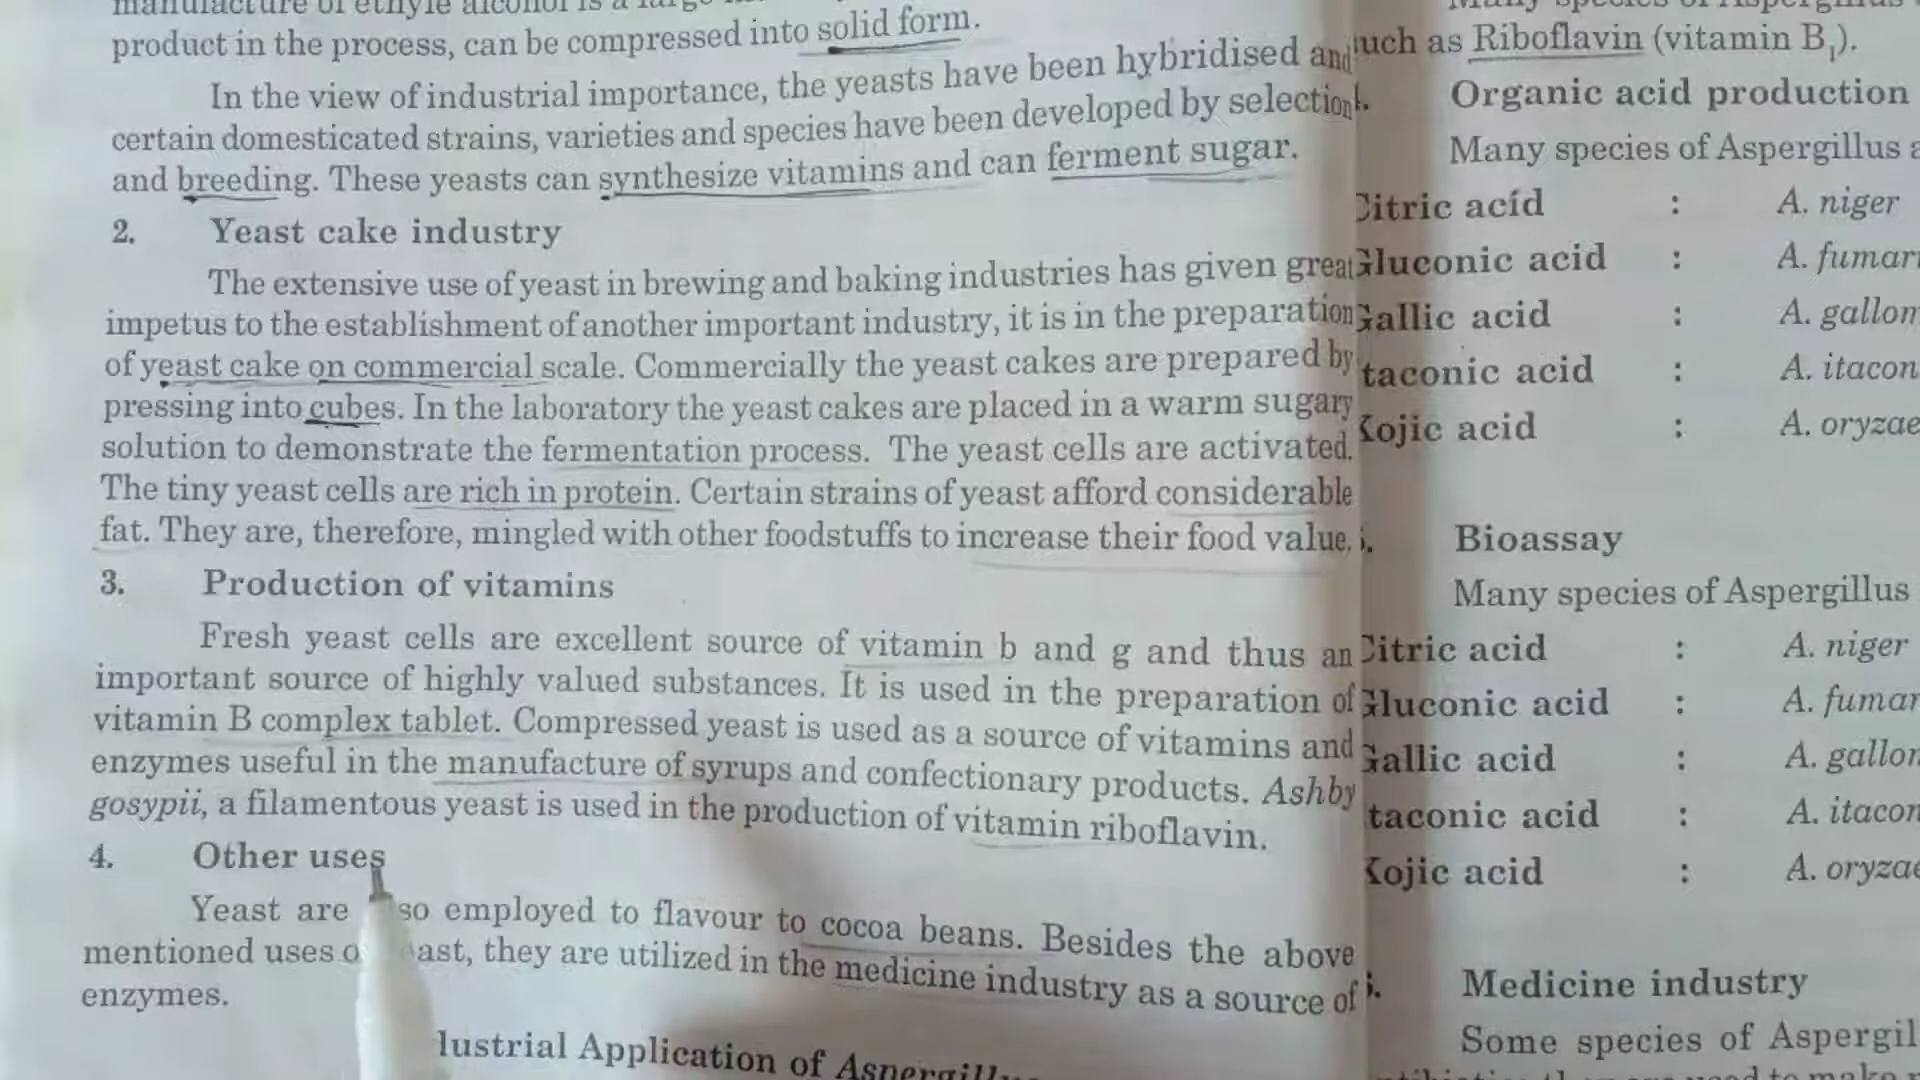 manufacture of ethyle alcohol is a
product in the process, can be compressed into solid form.
In the view of industrial importance, the yeasts have been hybridised and
certain domesticated strains, varieties and species have been developed by selection
and breeding. These yeasts can synthesize vitamins and can ferment sugar.
2. Yeast cake industry
The extensive use of yeast in brewing and baking industries has given great
impetus to the establishment of another important industry, it is in the preparation
of yeast cake on commercial scale. Commercially the yeast cakes are prepared by
pressing into cubes. In the laboratory the yeast cakes are placed in a warm sugary
solution to demonstrate the fermentation process. The yeast cells are activated.
The tiny yeast cells are rich in protein. Certain strains of yeast afford considerable
fat. They are, therefore, mingled with other foodstuffs to increase their food value.
3. Production of vitamins
Fresh yeast cells are excellent source of vitamin b and g and thus an
important source of highly valued substances. It is used in the preparation of
vitamin B complex tablet. Compressed yeast is used as a source of vitamins and
enzymes useful in the manufacture of syrups and confectionary products. Ashby
gosypii, a filamentous yeast is used in the production of vitamin riboflavin.
4. Other uses
Yeast are so employed to flavour to cocoa beans. Besides the above
mentioned uses o ast, they are utilized in the medicine industry as a source of
enzymes.
lustrial Application of Aspergillus
Many species of Aspergillus
such as Riboflavin (vitamin B₁).
Organic acid production
Many species of Aspergillus a
Citric acid : A. niger
Gluconic acid : A. fumari
Gallic acid : A. gallom
taconic acid : A. itacon
Kojic acid : A. oryzae
Bioassay
Many species of Aspergillus
Citric acid : A. niger
Gluconic acid : A. fumar
Gallic acid : A. gallon
taconic acid : A. itacon
Kojic acid : A. oryzae
Medicine industry
Some species of Aspergil
used to make